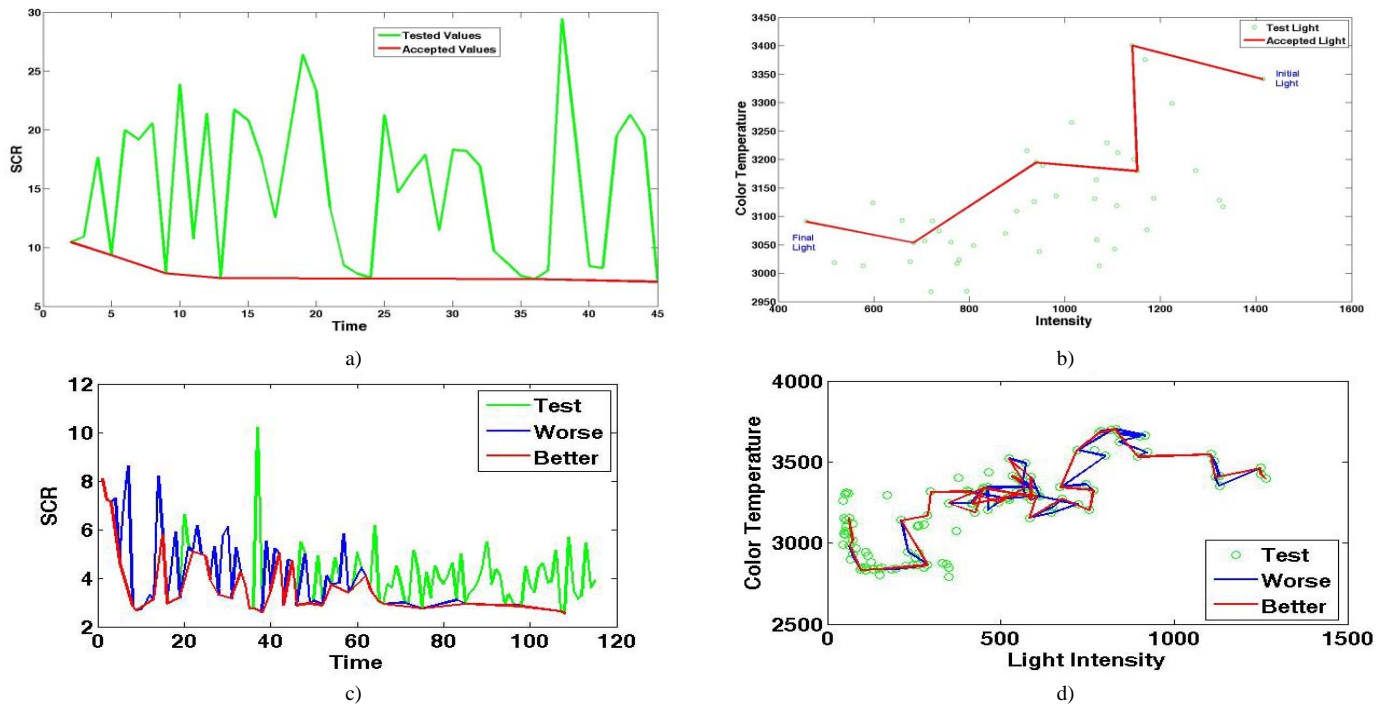 30
25
20
15
10
5
SCR
Tested Values
Accepted Values
0 5 10 15 20 25 30 35 40 45
Time
a)
3450
3400
3350
3300
3250
3200
3150
3100
3050
3000
2950
Color Temperature
Test Light
Accepted Light
Initial
Light
Final
Light
400 600 800 1000 1200 1400 1600
Intensity
b)
12
10
8
6
4
2
SCR
Test
Worse
Better
0 20 40 60 80 100 120
Time
c)
4000
3500
3000
2500
Color Temperature
Test
Worse
Better
0 500 1000 1500
Light Intensity
d)